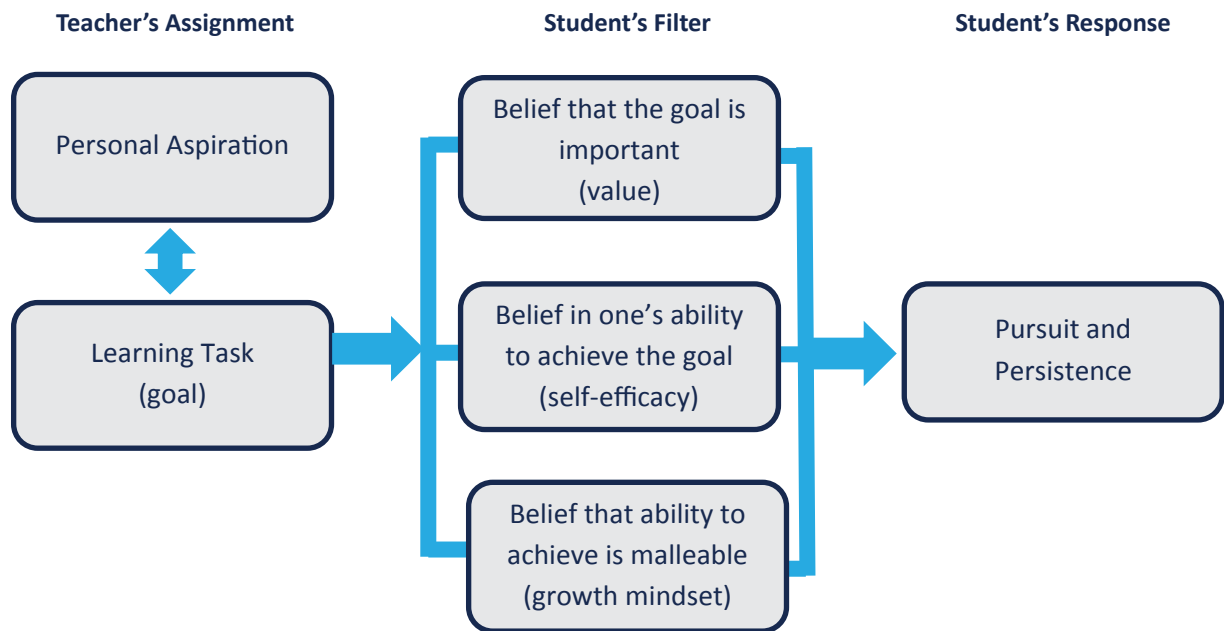 Teacher’s Assignment
Student’s Filter
Student’s Response
Personal Aspiration
Learning Task
(goal)
Belief that the goal is
important
(value)
Belief in one’s ability
to achieve the goal
(self-efficacy)
Belief that ability to
achieve is malleable
(growth mindset)
Pursuit and
Persistence